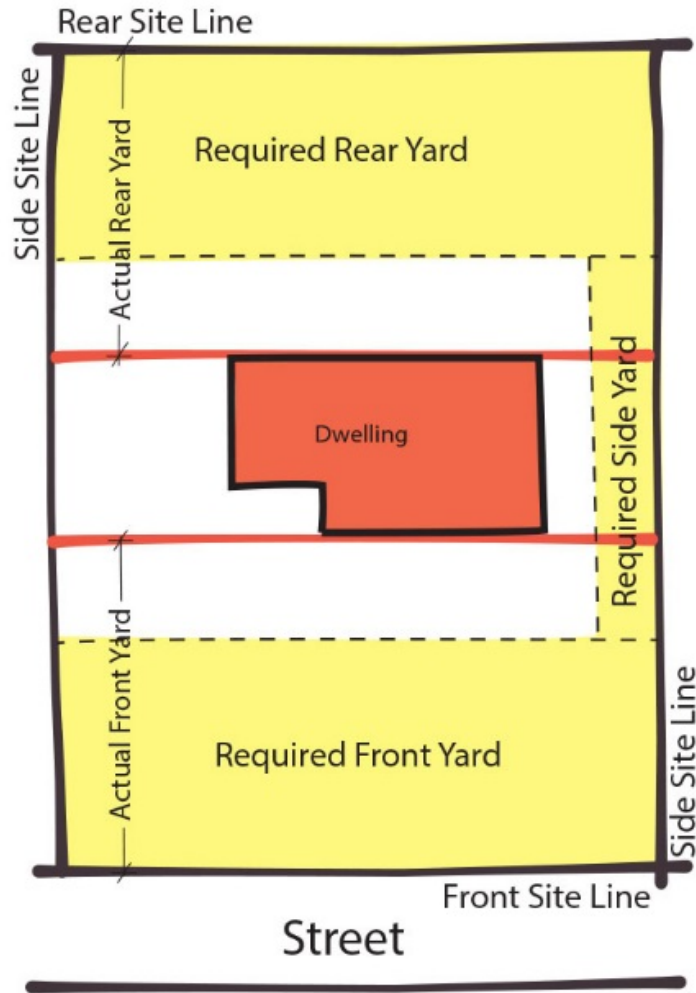 Rear Site Line
Side Site Line
Required Rear Yard
Actual Rear Yard
Dwelling
Required Side Yard
Actual Front Yard
Required Front Yard
Side Site Line
Front Site Line
Street